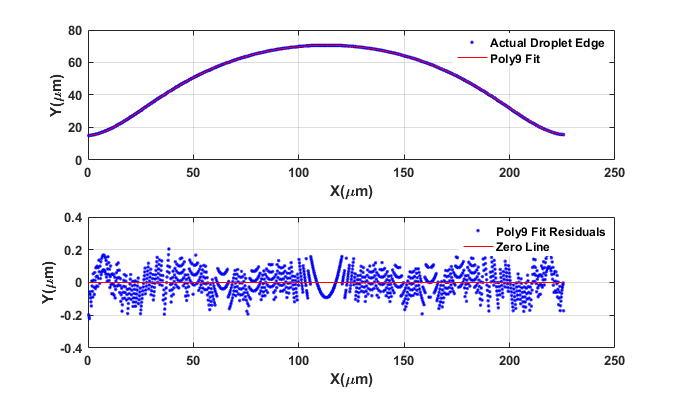 80
60
40
20
0
Y(μm)
Actual Droplet Edge
Poly9 Fit
0 50 100 150 200 250
X(μm)
0.4
0.2
0
-0.2
-0.4
Y(μm)
Poly9 Fit Residuals
Zero Line
0 50 100 150 200 250
X(μm)